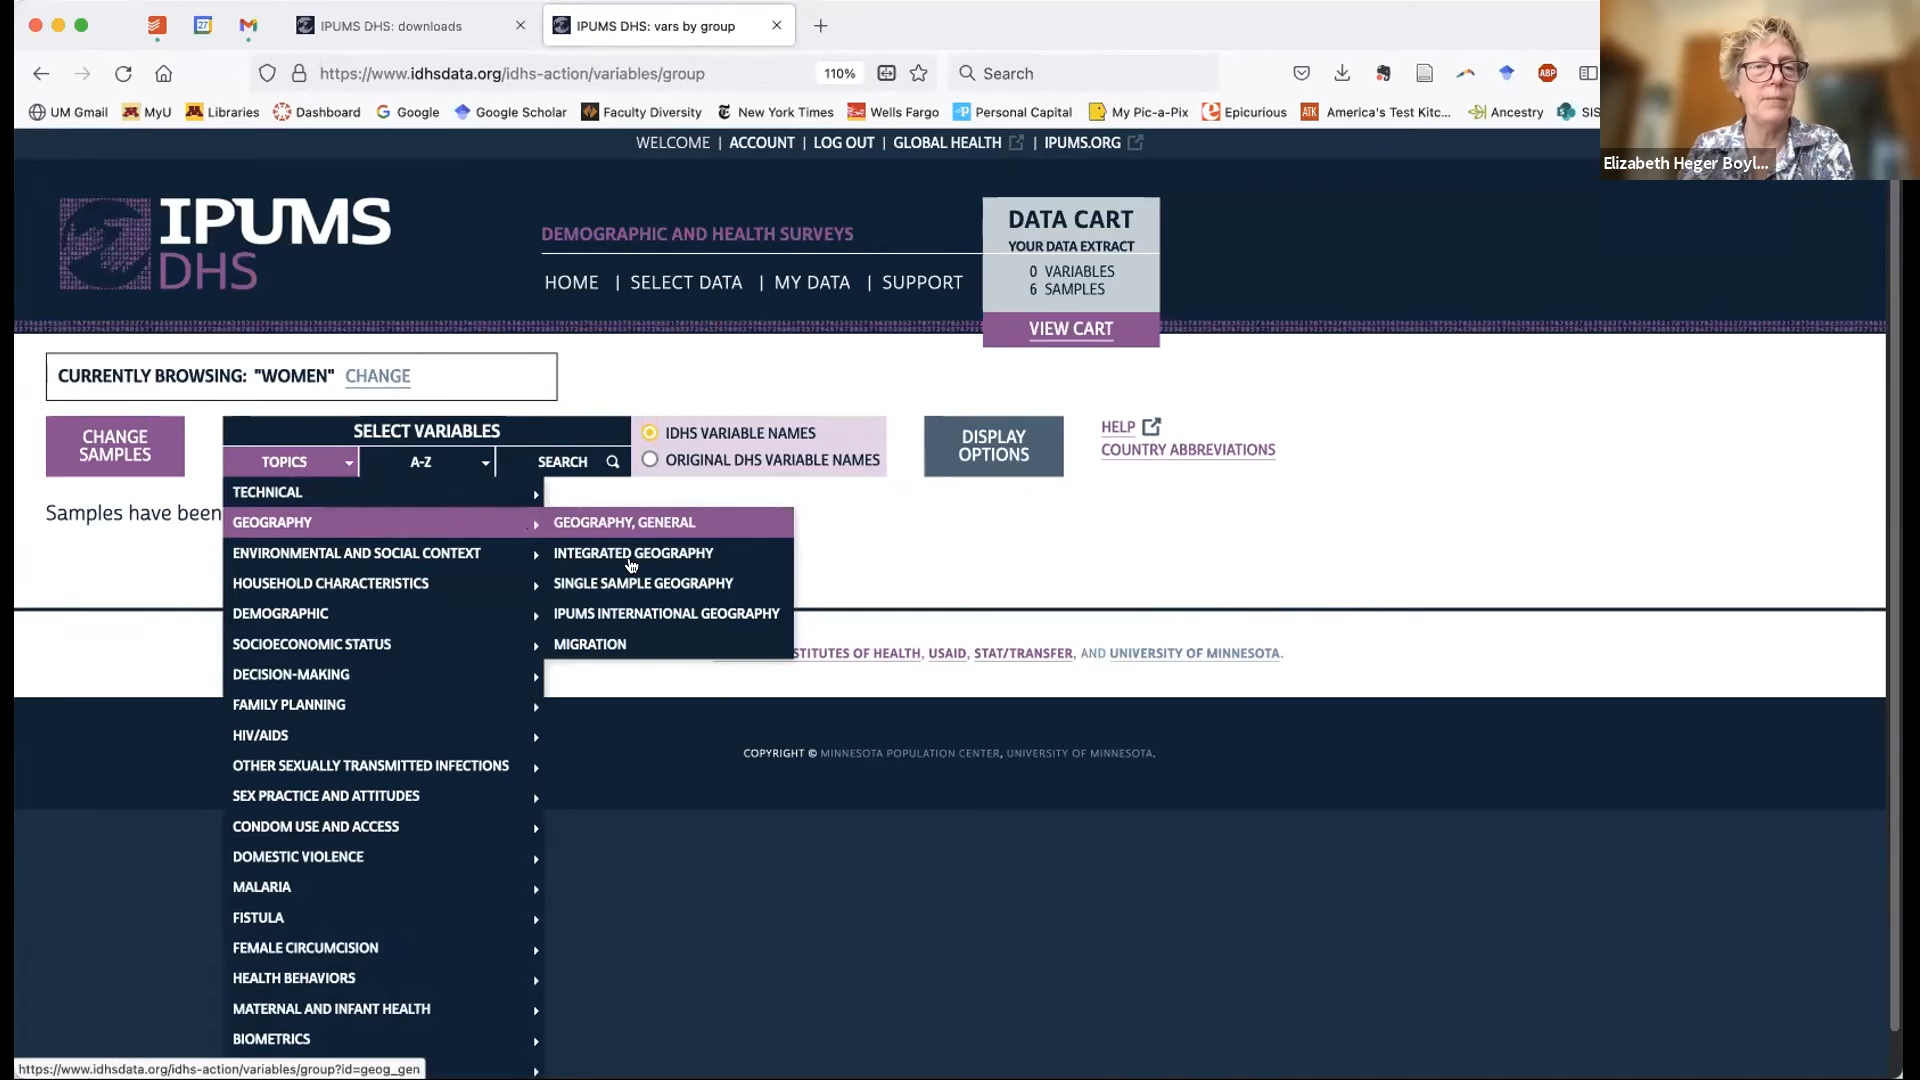 27
IPUMS DHS: downloads
IPUMS DHS: vars by group
https://www.idhsdata.org/idhs-action/variables/group
110%
Search
ABP
UM Gmail
MyU
Libraries
Dashboard
Google
Google Scholar
Faculty Diversity
New York Times
Wells Fargo
Personal Capital
My Pic-a-Pix
Epicurious
ATK
America's Test Kitc...
Ancestry
SIS
Elizabeth Heger Boyl...
WELCOME | ACCOUNT | LOG OUT | GLOBAL HEALTH | IPUMS.ORG
IPUMS
DHS
DEMOGRAPHIC AND HEALTH SURVEYS
HOME | SELECT DATA | MY DATA | SUPPORT
DATA CART
YOUR DATA EXTRACT
0 VARIABLES
6 SAMPLES
VIEW CART
CURRENTLY BROWSING: "WOMEN" CHANGE
CHANGE
SAMPLES
SELECT VARIABLES
TOPICS
A-Z
SEARCH
IDHS VARIABLE NAMES
ORIGINAL DHS VARIABLE NAMES
DISPLAY
OPTIONS
HELP
COUNTRY ABBREVIATIONS
Samples have been
TECHNICAL
GEOGRAPHY
ENVIRONMENTAL AND SOCIAL CONTEXT
HOUSEHOLD CHARACTERISTICS
DEMOGRAPHIC
SOCIOECONOMIC STATUS
DECISION-MAKING
FAMILY PLANNING
HIV/AIDS
OTHER SEXUALLY TRANSMITTED INFECTIONS
SEX PRACTICE AND ATTITUDES
CONDOM USE AND ACCESS
DOMESTIC VIOLENCE
MALARIA
FISTULA
FEMALE CIRCUMCISION
HEALTH BEHAVIORS
MATERNAL AND INFANT HEALTH
BIOMETRICS
GEOGRAPHY, GENERAL
INTEGRATED GEOGRAPHY
SINGLE SAMPLE GEOGRAPHY
IPUMS INTERNATIONAL GEOGRAPHY
MIGRATION
STITUTES OF HEALTH, USAID, STAT/TRANSFER, AND UNIVERSITY OF MINNESOTA.
COPYRIGHT © MINNESOTA POPULATION CENTER, UNIVERSITY OF MINNESOTA.
https://www.idhsdata.org/idhs-action/variables/group?id=geog_gen